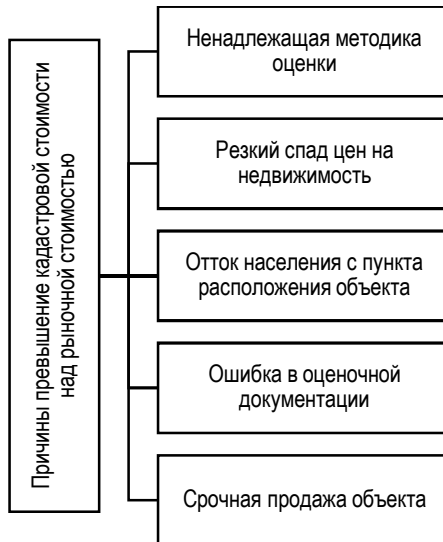 Причины превышение кадастровой стоимости
над рыночной стоимостью
Ненадлежащая методика
оценки
Резкий спад цен на
недвижимость
Отток населения с пункта
расположения объекта
Ошибка в оценочной
документации
Срочная продажа объекта